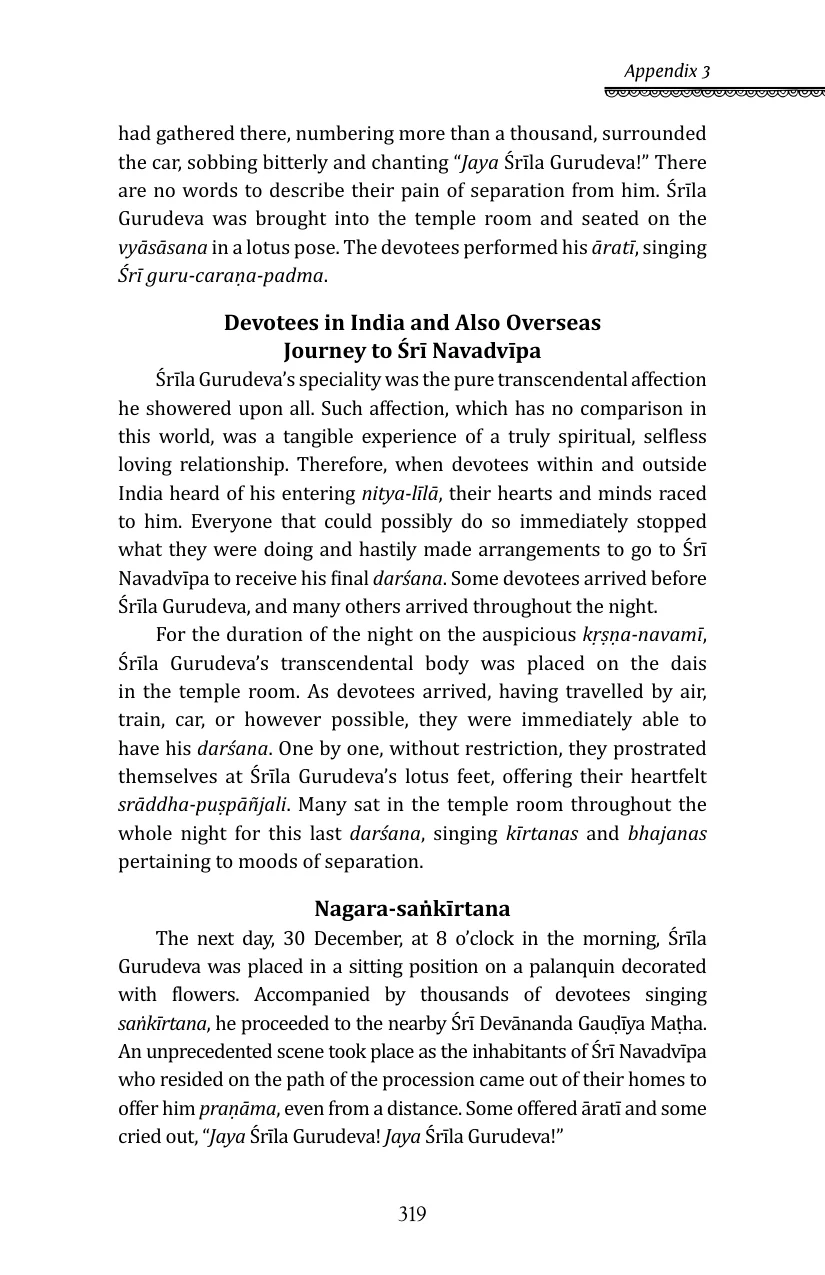 Appendix 3
had gathered there, numbering more than a thousand, surrounded
the car, sobbing bitterly and chanting “Jaya Śrīla Gurudeva!” There
are no words to describe their pain of separation from him. Śrīla
Gurudeva was brought into the temple room and seated on the
vyāsāsana in a lotus pose. The devotees performed his āratī, singing
Śrī guru-caraṇa-padma.
Devotees in India and Also Overseas
Journey to Śrī Navadvīpa
Śrīla Gurudeva’s speciality was the pure transcendental affection
he showered upon all. Such affection, which has no comparison in
this world, was a tangible experience of a truly spiritual, selfless
loving relationship. Therefore, when devotees within and outside
India heard of his entering nitya-līlā, their hearts and minds raced
to him. Everyone that could possibly do so immediately stopped
what they were doing and hastily made arrangements to go to Śrī
Navadvīpa to receive his final darśana. Some devotees arrived before
Śrīla Gurudeva, and many others arrived throughout the night.
For the duration of the night on the auspicious kṛṣṇa-navamī,
Śrīla Gurudeva’s transcendental body was placed on the dais
in the temple room. As devotees arrived, having travelled by air,
train, car, or however possible, they were immediately able to
have his darśana. One by one, without restriction, they prostrated
themselves at Śrīla Gurudeva’s lotus feet, offering their heartfelt
srāddha-puṣpāñjali. Many sat in the temple room throughout the
whole night for this last darśana, singing kīrtanas and bhajanas
pertaining to moods of separation.
Nagara-saṅkīrtana
The next day, 30 December, at 8 o’clock in the morning, Śrīla
Gurudeva was placed in a sitting position on a palanquin decorated
with flowers. Accompanied by thousands of devotees singing
saṅkīrtana, he proceeded to the nearby Śrī Devānanda Gauḍīya Maṭha.
An unprecedented scene took place as the inhabitants of Śrī Navadvīpa
who resided on the path of the procession came out of their homes to
offer him praṇāma, even from a distance. Some offered āratī and some
cried out, “Jaya Śrīla Gurudeva! Jaya Śrīla Gurudeva!”
319